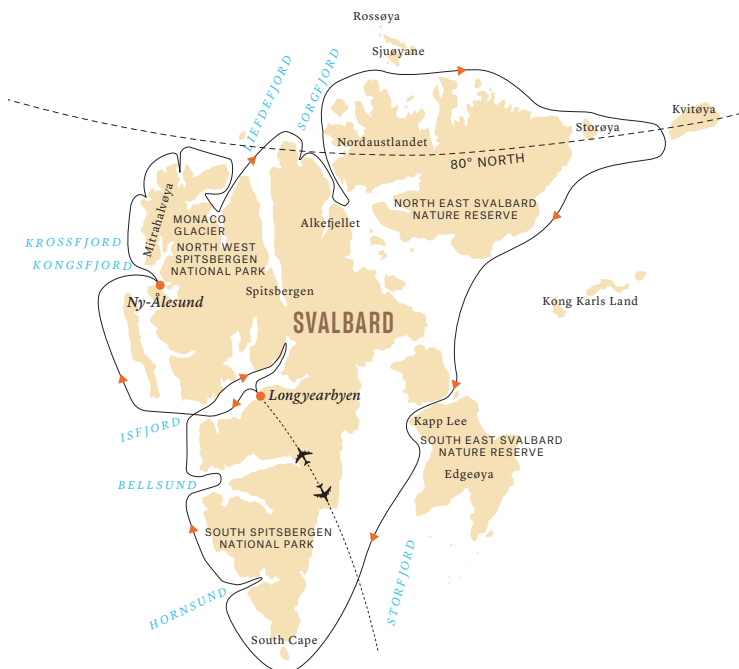 Rossøya
Sjuøyane
LIEFDEFJORD
SORGFJORD
Kvitøya
Storøya
Nordaustlandet
80° NORTH
Mitrahalvøya
MONACO
GLACIER
NORTH EAST SVALBARD
NATURE RESERVE
Alkefjellet
KROSSFJORD
KONGSFJORD
NORTH WEST
SPITSBERGEN
NATIONAL PARK
Spitsbergen
Ny-Ålesund
Kong Karls Land
SVALBARD
Longyearbyen
ISFJORD
Kapp Lee
SOUTH EAST SVALBARD
NATURE RESERVE
Edgeøya
BELLSUND
SOUTH SPITSBERGEN
NATIONAL PARK
STORFJORD
HORNSUND
South Cape